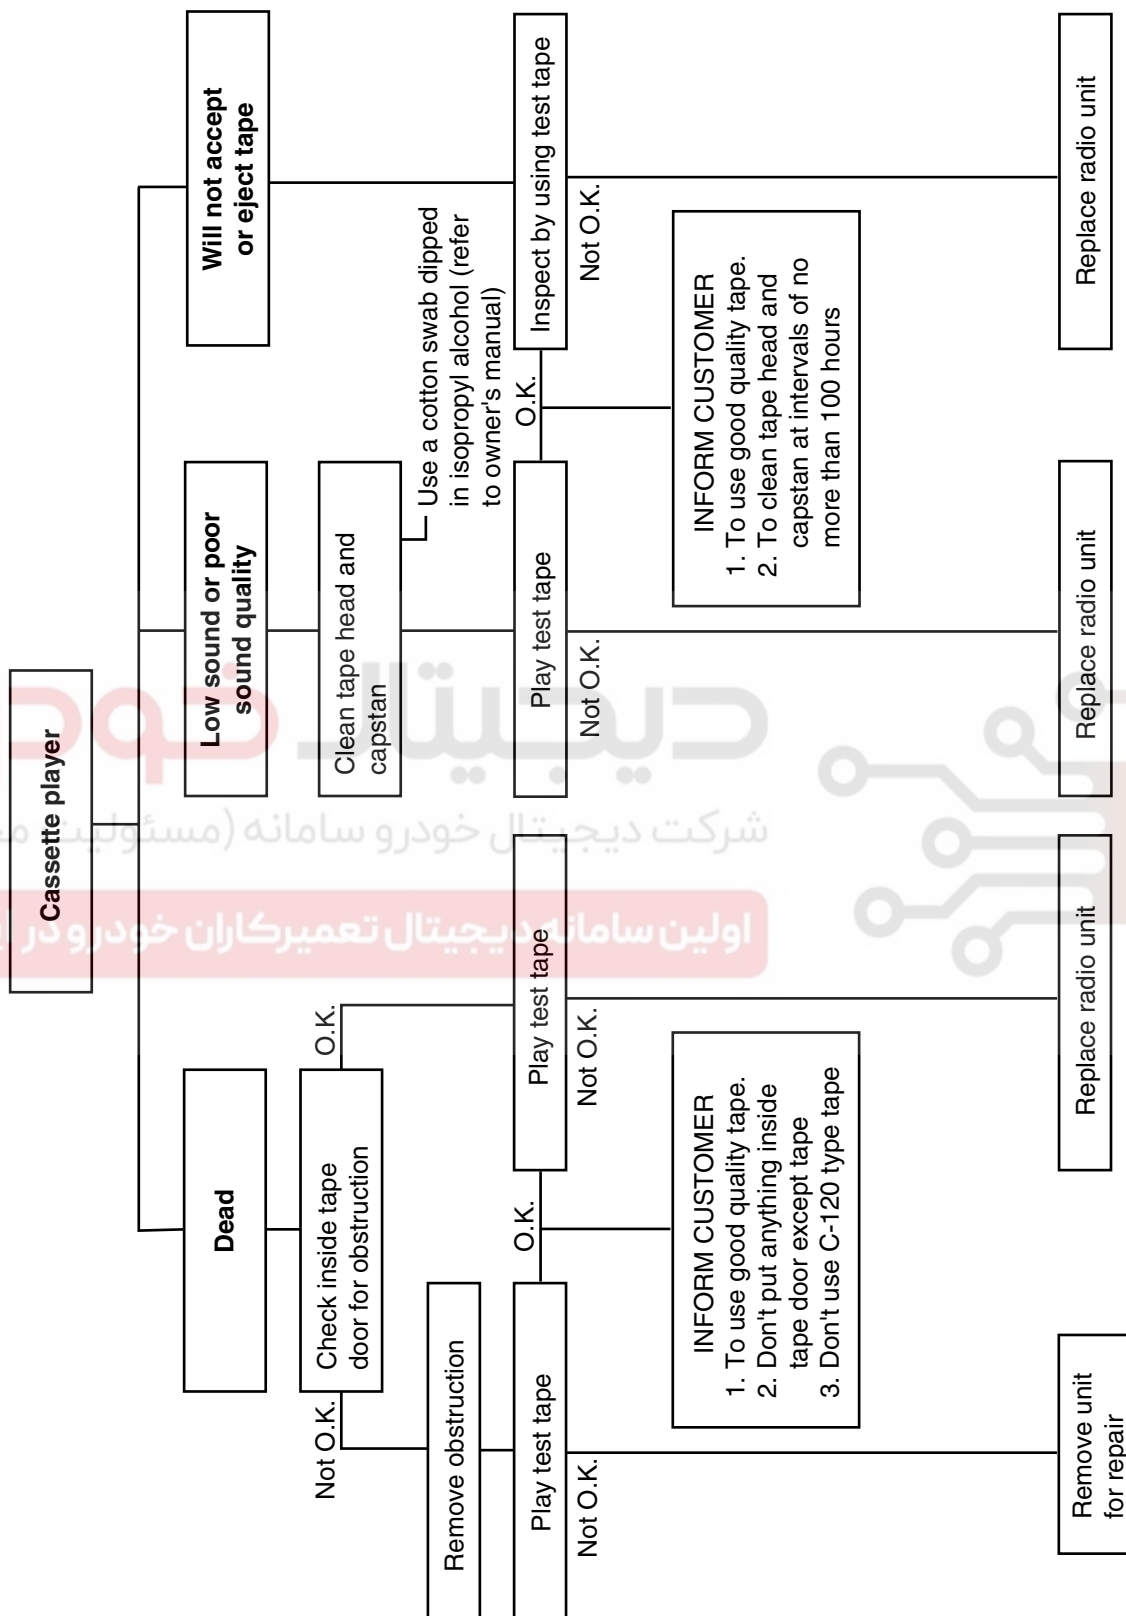 Cassette player
Dead
Low sound or poor
sound quality
Will not accept
or eject tape
Check inside tape
door for obstruction
Not O.K.
O.K.
Clean tape head and
capstan
Use a cotton swab dipped
in isopropyl alcohol (refer
to owner's manual)
Remove obstruction
Play test tape
O.K.
Play test tape
Play test tape
O.K.
Inspect by using test tape
Not O.K.
Not O.K.
Not O.K.
Not O.K.
INFORM CUSTOMER
1. To use good quality tape.
2. Don't put anything inside
tape door except tape
3. Don't use C-120 type tape
INFORM CUSTOMER
1. To use good quality tape.
2. To clean tape head and
capstan at intervals of no
more than 100 hours
Remove unit
for repair
Replace radio unit
Replace radio unit
Replace radio unit
دیجیتال خود
شرکت دیجیتال خودرو سامانه (مسئولیت
اولین سامانه دیجیتال تعمیرکاران خودرو در